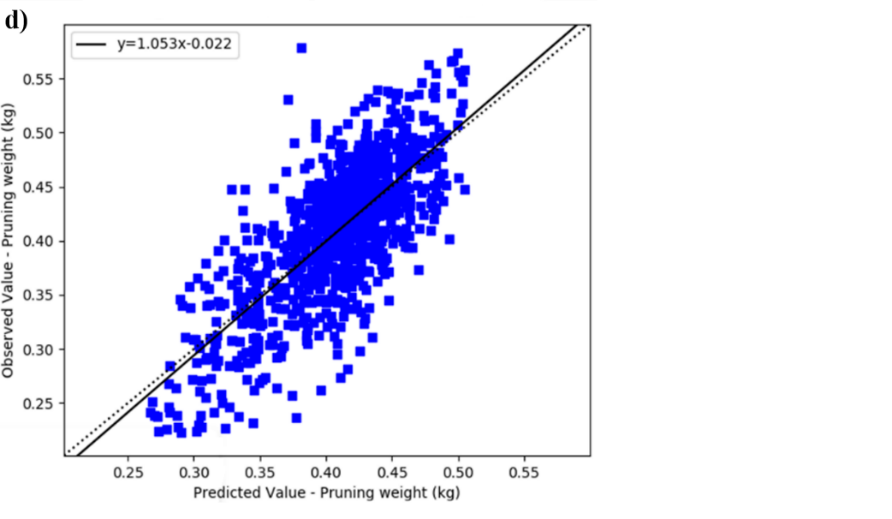 d)
y=1.053x-0.022
Observed Value - Pruning weight (kg)
0.55
0.50
0.45
0.40
0.35
0.30
0.25
0.25 0.30 0.35 0.40 0.45 0.50 0.55
Predicted Value - Pruning weight (kg)